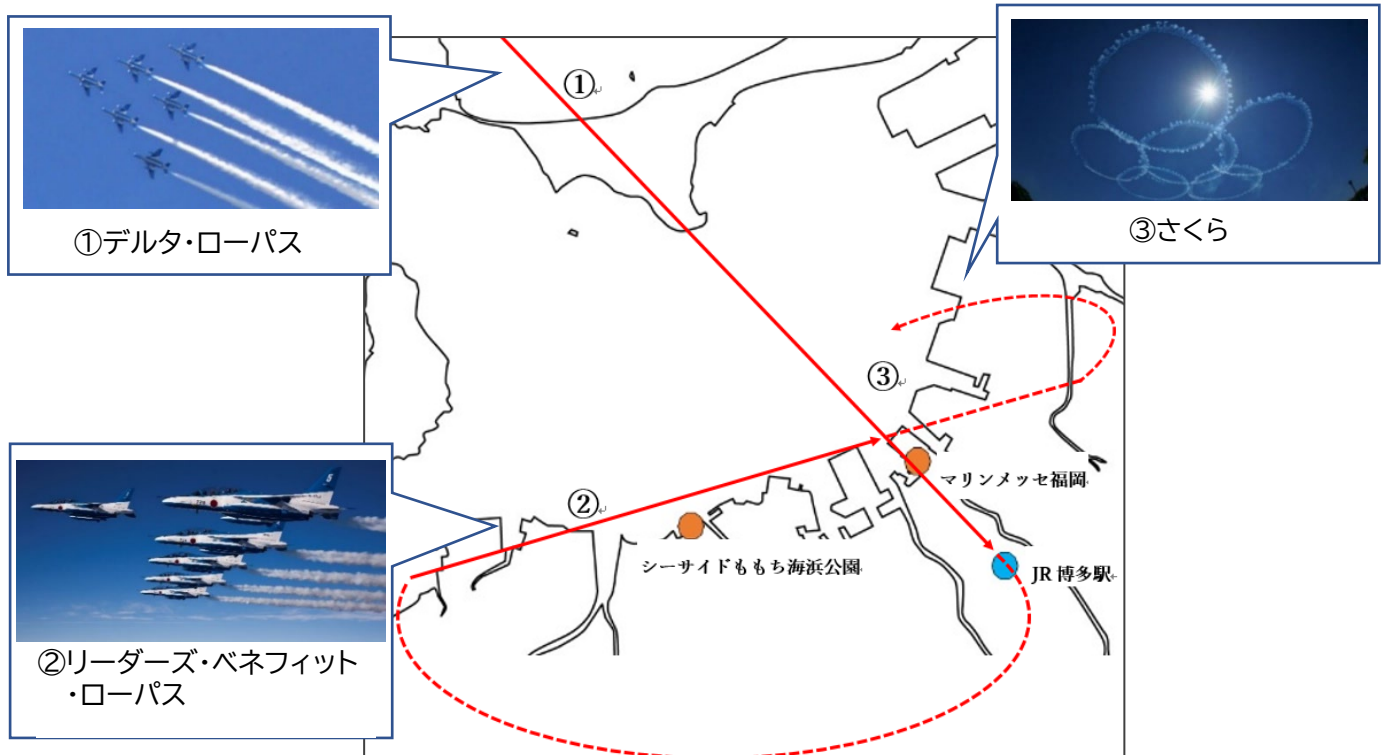 ①デルタ・ローパス
③さくら
①
③
②
マリンメッセ福岡
シーサイドももち海浜公園
JR 博多駅
②リーダーズ・ベネフィット
・ローパス
5